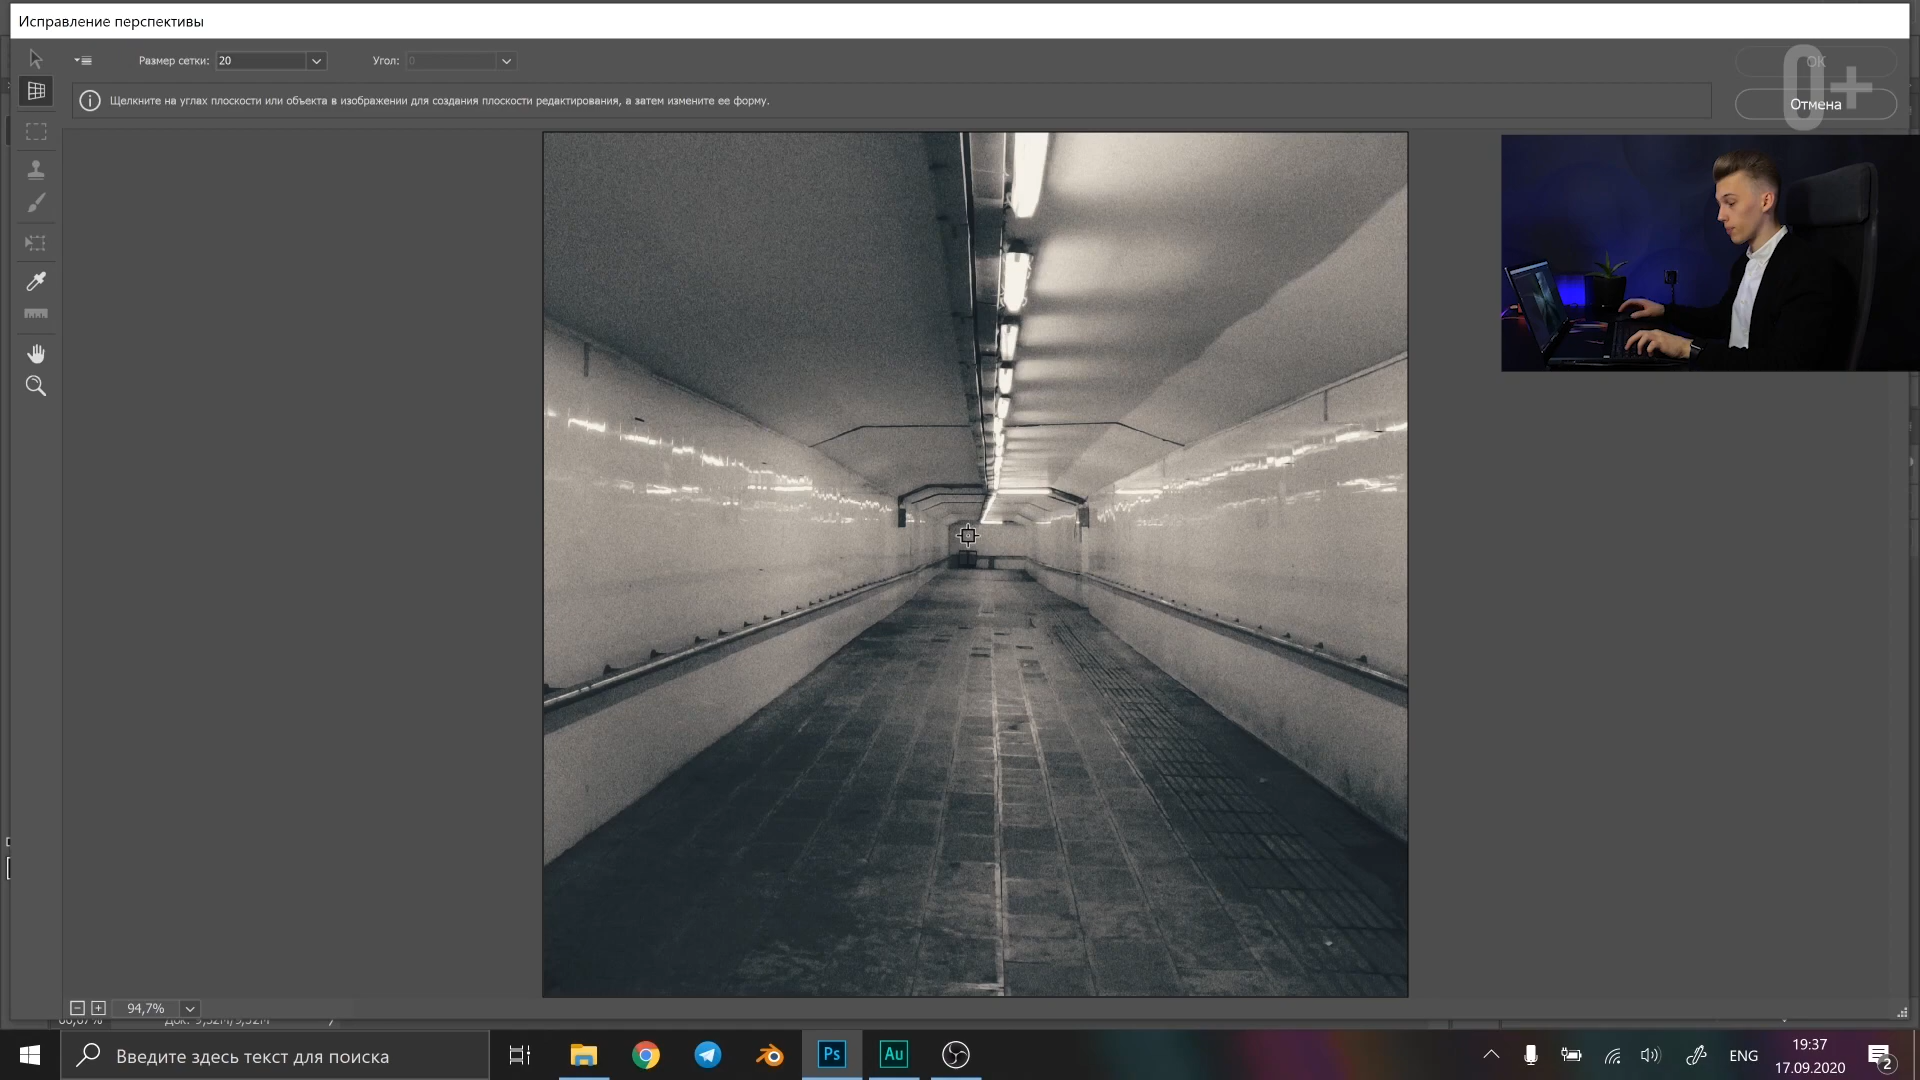 Исправление перспективы
Размер сетки: 20
Угол: 0
OK
0+
Щелкните на углах плоскости или объекта в изображении для создания плоскости редактирования, а затем измените ее форму.
Отмена
94,7%
Введите здесь текст для поиска
Ps
Au
ENG
19:37
17.09.2020
2